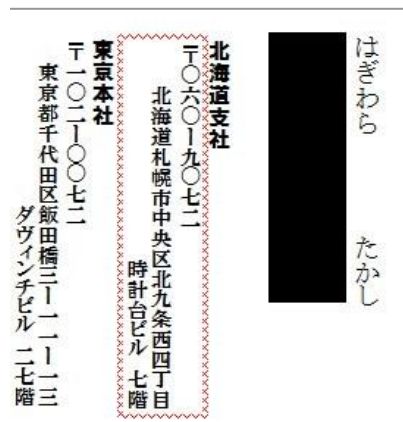 はぎわら　たかし
北海道支社
〒〇六〇ー九〇七二
北海道札幌市中央区北九条西四丁目
時計台ビル　七階
東京本社
〒一〇二ー〇〇七二
東京都千代田区飯田橋三ー一一ー一三
ダヴィンチビル　二七階